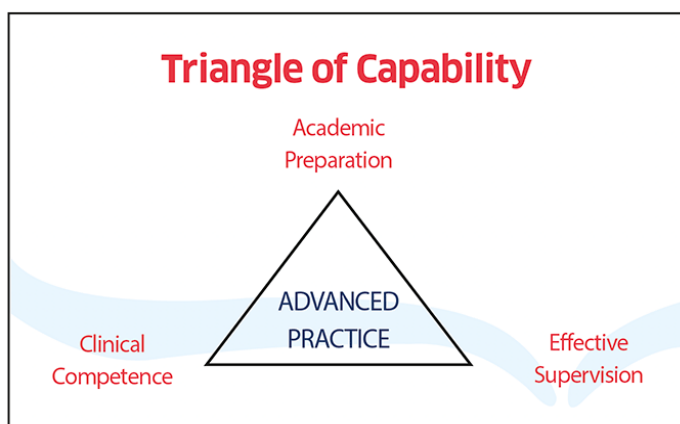 Triangle of Capability
Academic
Preparation
ADVANCED
PRACTICE
Clinical
Competence
Effective
Supervision